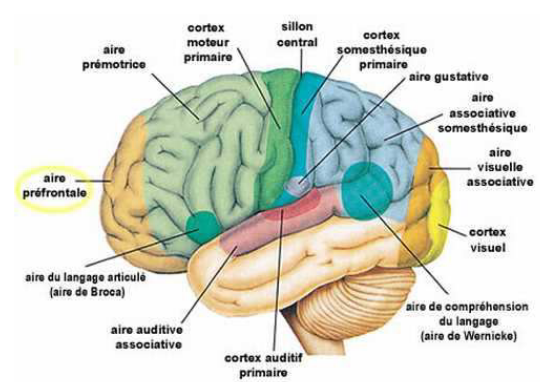 aire
prémotrice
cortex
moteur
primaire
sillon
central
cortex
somesthésique
primaire
aire gustative
aire
associative
somesthésique
aire
visuelle
associative
aire
préfrontale
cortex
visuel
aire du langage articulé
(aire de Broca)
aire auditive
associative
cortex auditif
primaire
aire de compréhension
du langage
(aire de Wernicke)